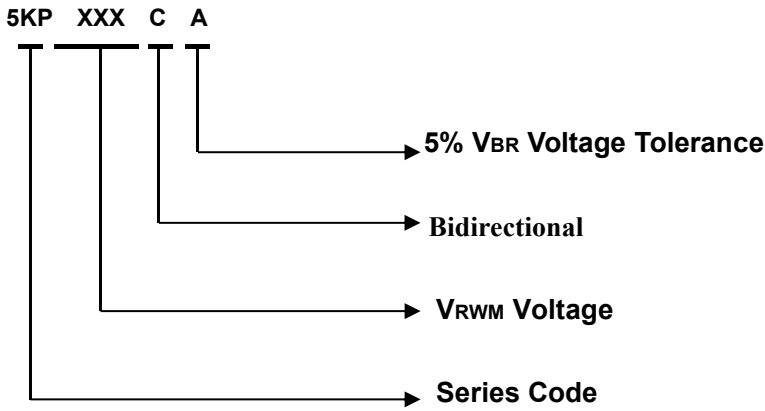 5KP XXX C A
5% VBR Voltage Tolerance
Bidirectional
VRWM Voltage
Series Code